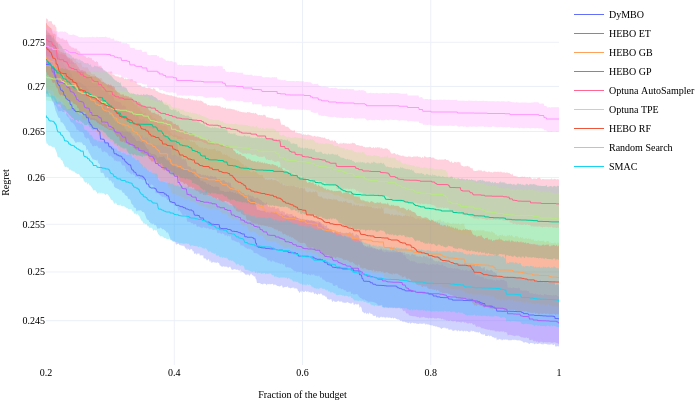 0.275
0.27
0.265
0.26
0.255
0.25
0.245
Regret
0.2
0.4
0.6
0.8
1
Fraction of the budget
DyMBO
HEBO ET
HEBO GB
HEBO GP
Optuna AutoSampler
Optuna TPE
HEBO RF
Random Search
SMAC